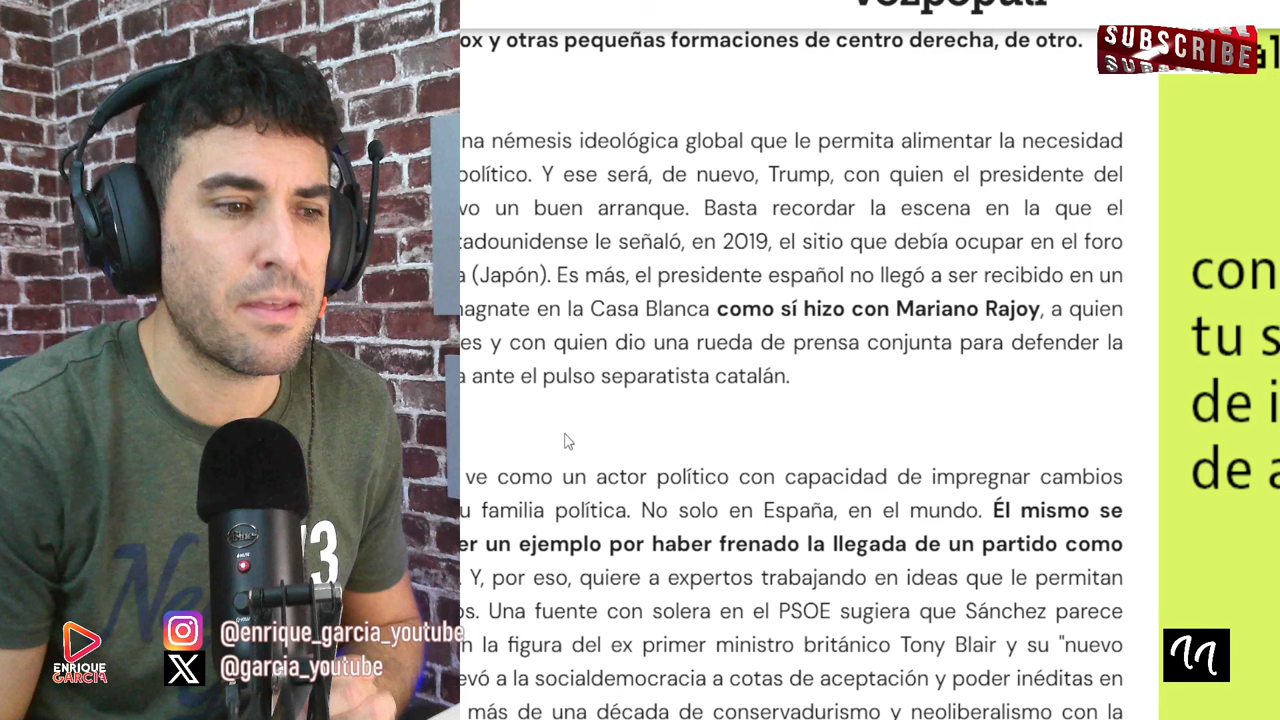 vozpópuli
ox y otras pequeñas formaciones de centro derecha, de otro.
SUBSCRIBE
na némesis ideológica global que le permita alimentar la necesidad
político. Y ese será, de nuevo, Trump, con quien el presidente del
vo un buen arranque. Basta recordar la escena en la que el
tadounidense le señaló, en 2019, el sitio que debía ocupar en el foro
a (Japón). Es más, el presidente español no llegó a ser recibido en un
magnate en la Casa Blanca como sí hizo con Mariano Rajoy, a quien
es y con quien dio una rueda de prensa conjunta para defender la
a ante el pulso separatista catalán.
ve como un actor político con capacidad de impregnar cambios
u familia política. No solo en España, en el mundo. Él mismo se
er un ejemplo por haber frenado la llegada de un partido como
. Y, por eso, quiere a expertos trabajando en ideas que le permitan
os. Una fuente con solera en el PSOE sugiera que Sánchez parece
n la figura del ex primer ministro británico Tony Blair y su "nuevo
evó a la socialdemocracia a cotas de aceptación y poder inéditas en
más de una década de conservadurismo y neoliberalismo con la
con
tu s
de i
de a
Blue
3
ENRIQUE
GARCIA
@enrique_garcia_youtube
@garcia_youtube